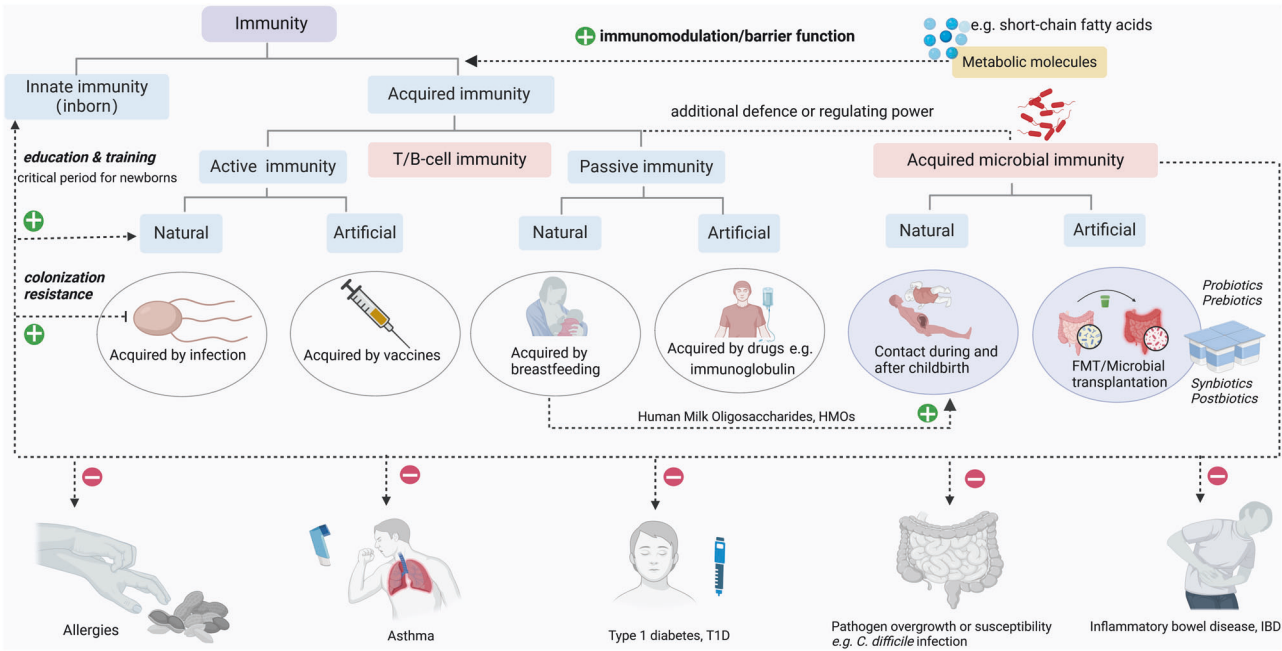 Immunity
e.g. short-chain fatty acids
immunomodulation/barrier function
Metabolic molecules
Innate immunity
(inborn)
Acquired immunity
additional defence or regulating power
education & training
critical period for newborns
Active immunity
T/B-cell immunity
Passive immunity
Acquired microbial immunity
Natural
Artificial
Natural
Artificial
Natural
Artificial
colonization
resistance
Probiotics
Prebiotics
Acquired by infection
Acquired by vaccines
Acquired by
breastfeeding
Acquired by drugs e.g.
immunoglobulin
Contact during and
after childbirth
FMT/Microbial
transplantation
Synbiotics
Postbiotics
Human Milk Oligosaccharides, HMOs
Allergies
Asthma
Type 1 diabetes, T1D
Pathogen overgrowth or susceptibility
e.g. C. difficile infection
Inflammatory bowel disease, IBD